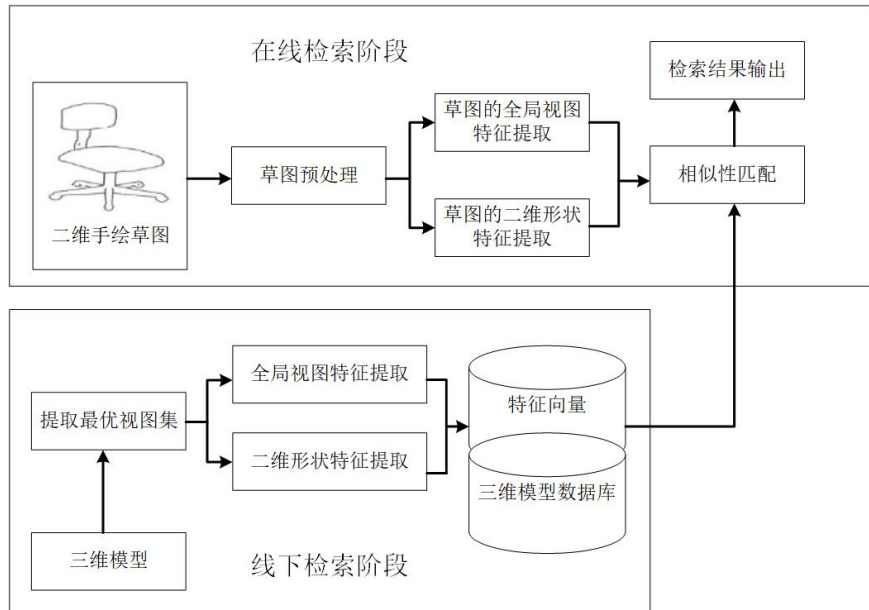 在线检索阶段
检索结果输出
草图的全局视图
特征提取
草图预处理
相似性匹配
草图的二维形状
特征提取
二维手绘草图
全局视图特征提取
特征向量
提取最优视图集
二维形状特征提取
三维模型数据库
三维模型
线下检索阶段